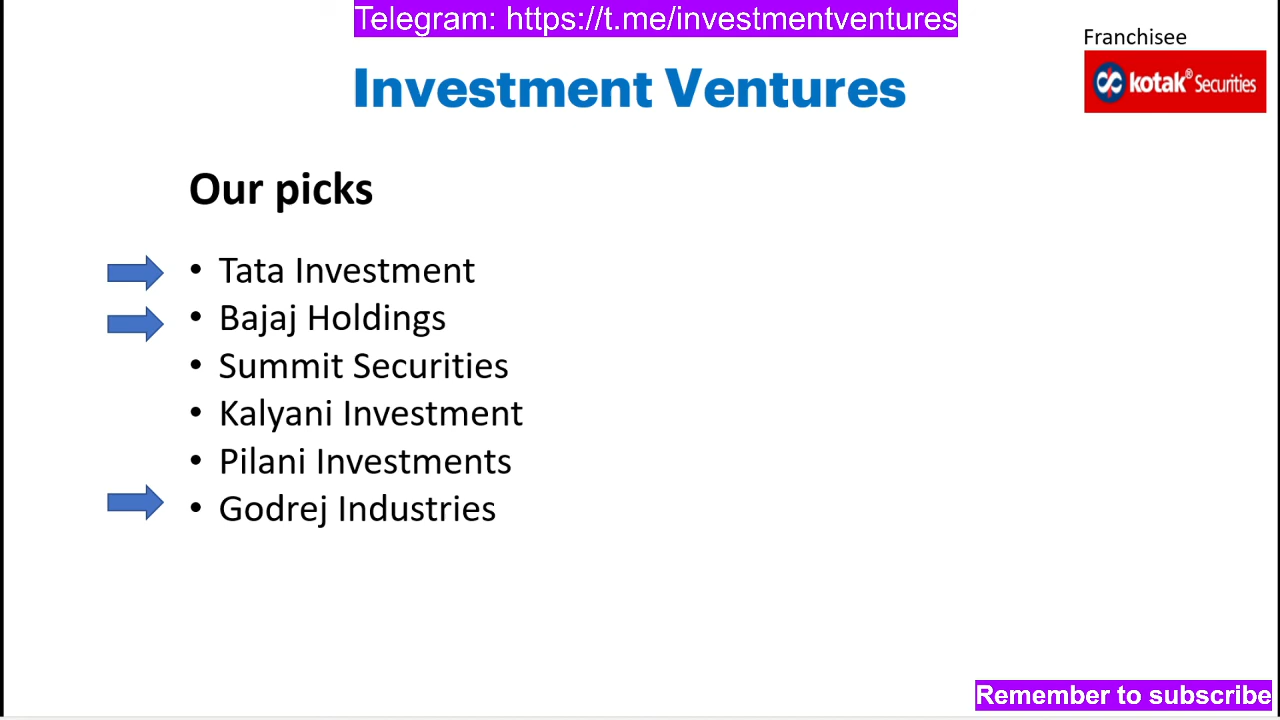 Telegram: https://t.me/investmentventures
Franchisee
Investment Ventures
kotak® Securities
Our picks
• Tata Investment
• Bajaj Holdings
• Summit Securities
• Kalyani Investment
• Pilani Investments
• Godrej Industries
Remember to subscribe